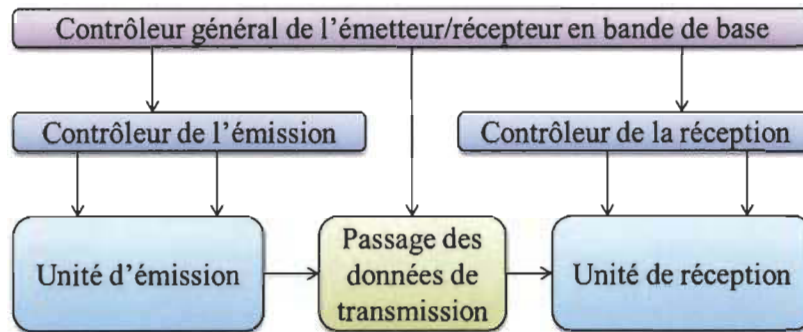 Contrôleur général de l'émetteur/récepteur en bande de base
Contrôleur de l'émission
Contrôleur de la réception
Unité d'émission
Passage des
données de
transmission
Unité de réception